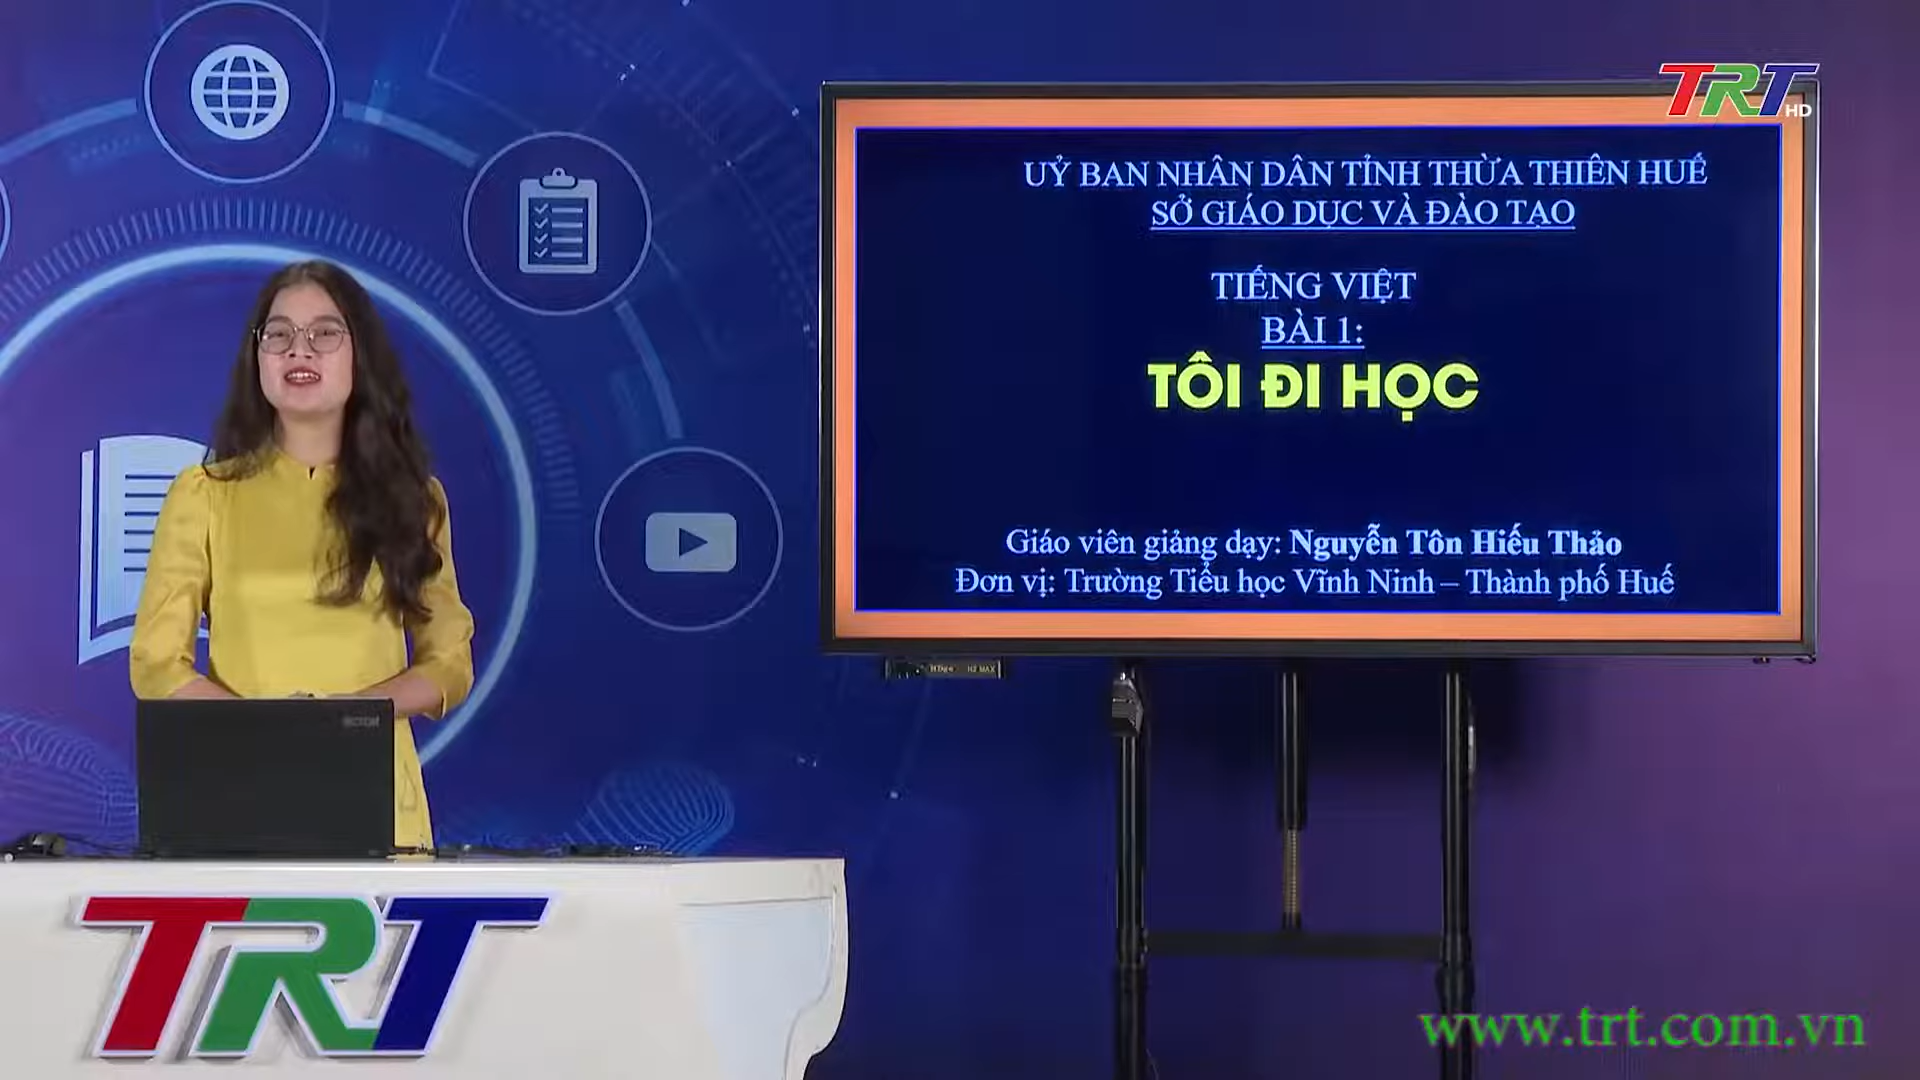 TRT HD
UỶ BAN NHÂN DÂN TỈNH THỪA THIÊN HUẾ
SỞ GIÁO DỤC VÀ ĐÀO TẠO
TIẾNG VIỆT
BÀI 1:
TÔI ĐI HỌC
Giáo viên giảng dạy: Nguyễn Tôn Hiếu Thảo
Đơn vị: Trường Tiểu học Vĩnh Ninh – Thành phố Huế
TRT
www.trt.com.vn